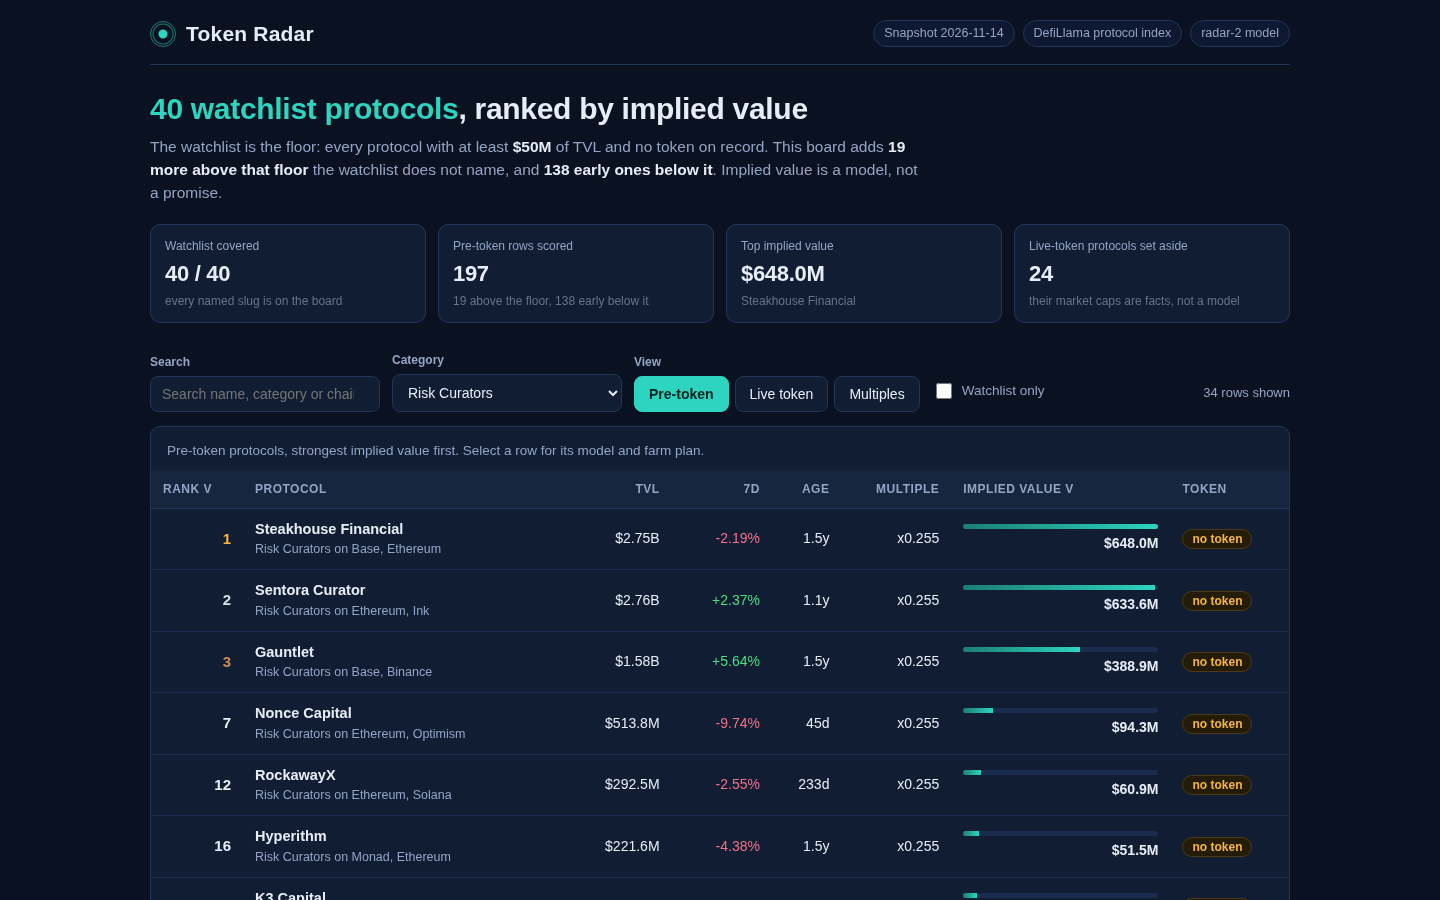 Token Radar
Snapshot 2026-11-14
DefiLlama protocol index
radar-2 model
40 watchlist protocols, ranked by implied value
The watchlist is the floor: every protocol with at least $50M of TVL and no token on record. This board adds 19
more above that floor the watchlist does not name, and 138 early ones below it. Implied value is a model, not
a promise.
Watchlist covered
40 / 40
every named slug is on the board
Pre-token rows scored
197
19 above the floor, 138 early below it
Top implied value
$648.0M
Steakhouse Financial
Live-token protocols set aside
24
their market caps are facts, not a model
Search
Search name, category or chai
Category
Risk Curators
View
Pre-token
Live token
Multiples
Watchlist only
34 rows shown
Pre-token protocols, strongest implied value first. Select a row for its model and farm plan.
RANK V PROTOCOL TVL 7D AGE MULTIPLE IMPLIED VALUE V TOKEN
1 Steakhouse Financial $2.75B -2.19% 1.5y x0.255 $648.0M no token
Risk Curators on Base, Ethereum
2 Sentora Curator $2.76B +2.37% 1.1y x0.255 $633.6M no token
Risk Curators on Ethereum, Ink
3 Gauntlet $1.58B +5.64% 1.5y x0.255 $388.9M no token
Risk Curators on Base, Binance
7 Nonce Capital $513.8M -9.74% 45d x0.255 $94.3M no token
Risk Curators on Ethereum, Optimism
12 RockawayX $292.5M -2.55% 233d x0.255 $60.9M no token
Risk Curators on Ethereum, Solana
16 Hyperithm $221.6M -4.38% 1.5y x0.255 $51.5M no token
Risk Curators on Monad, Ethereum
K3 Capital